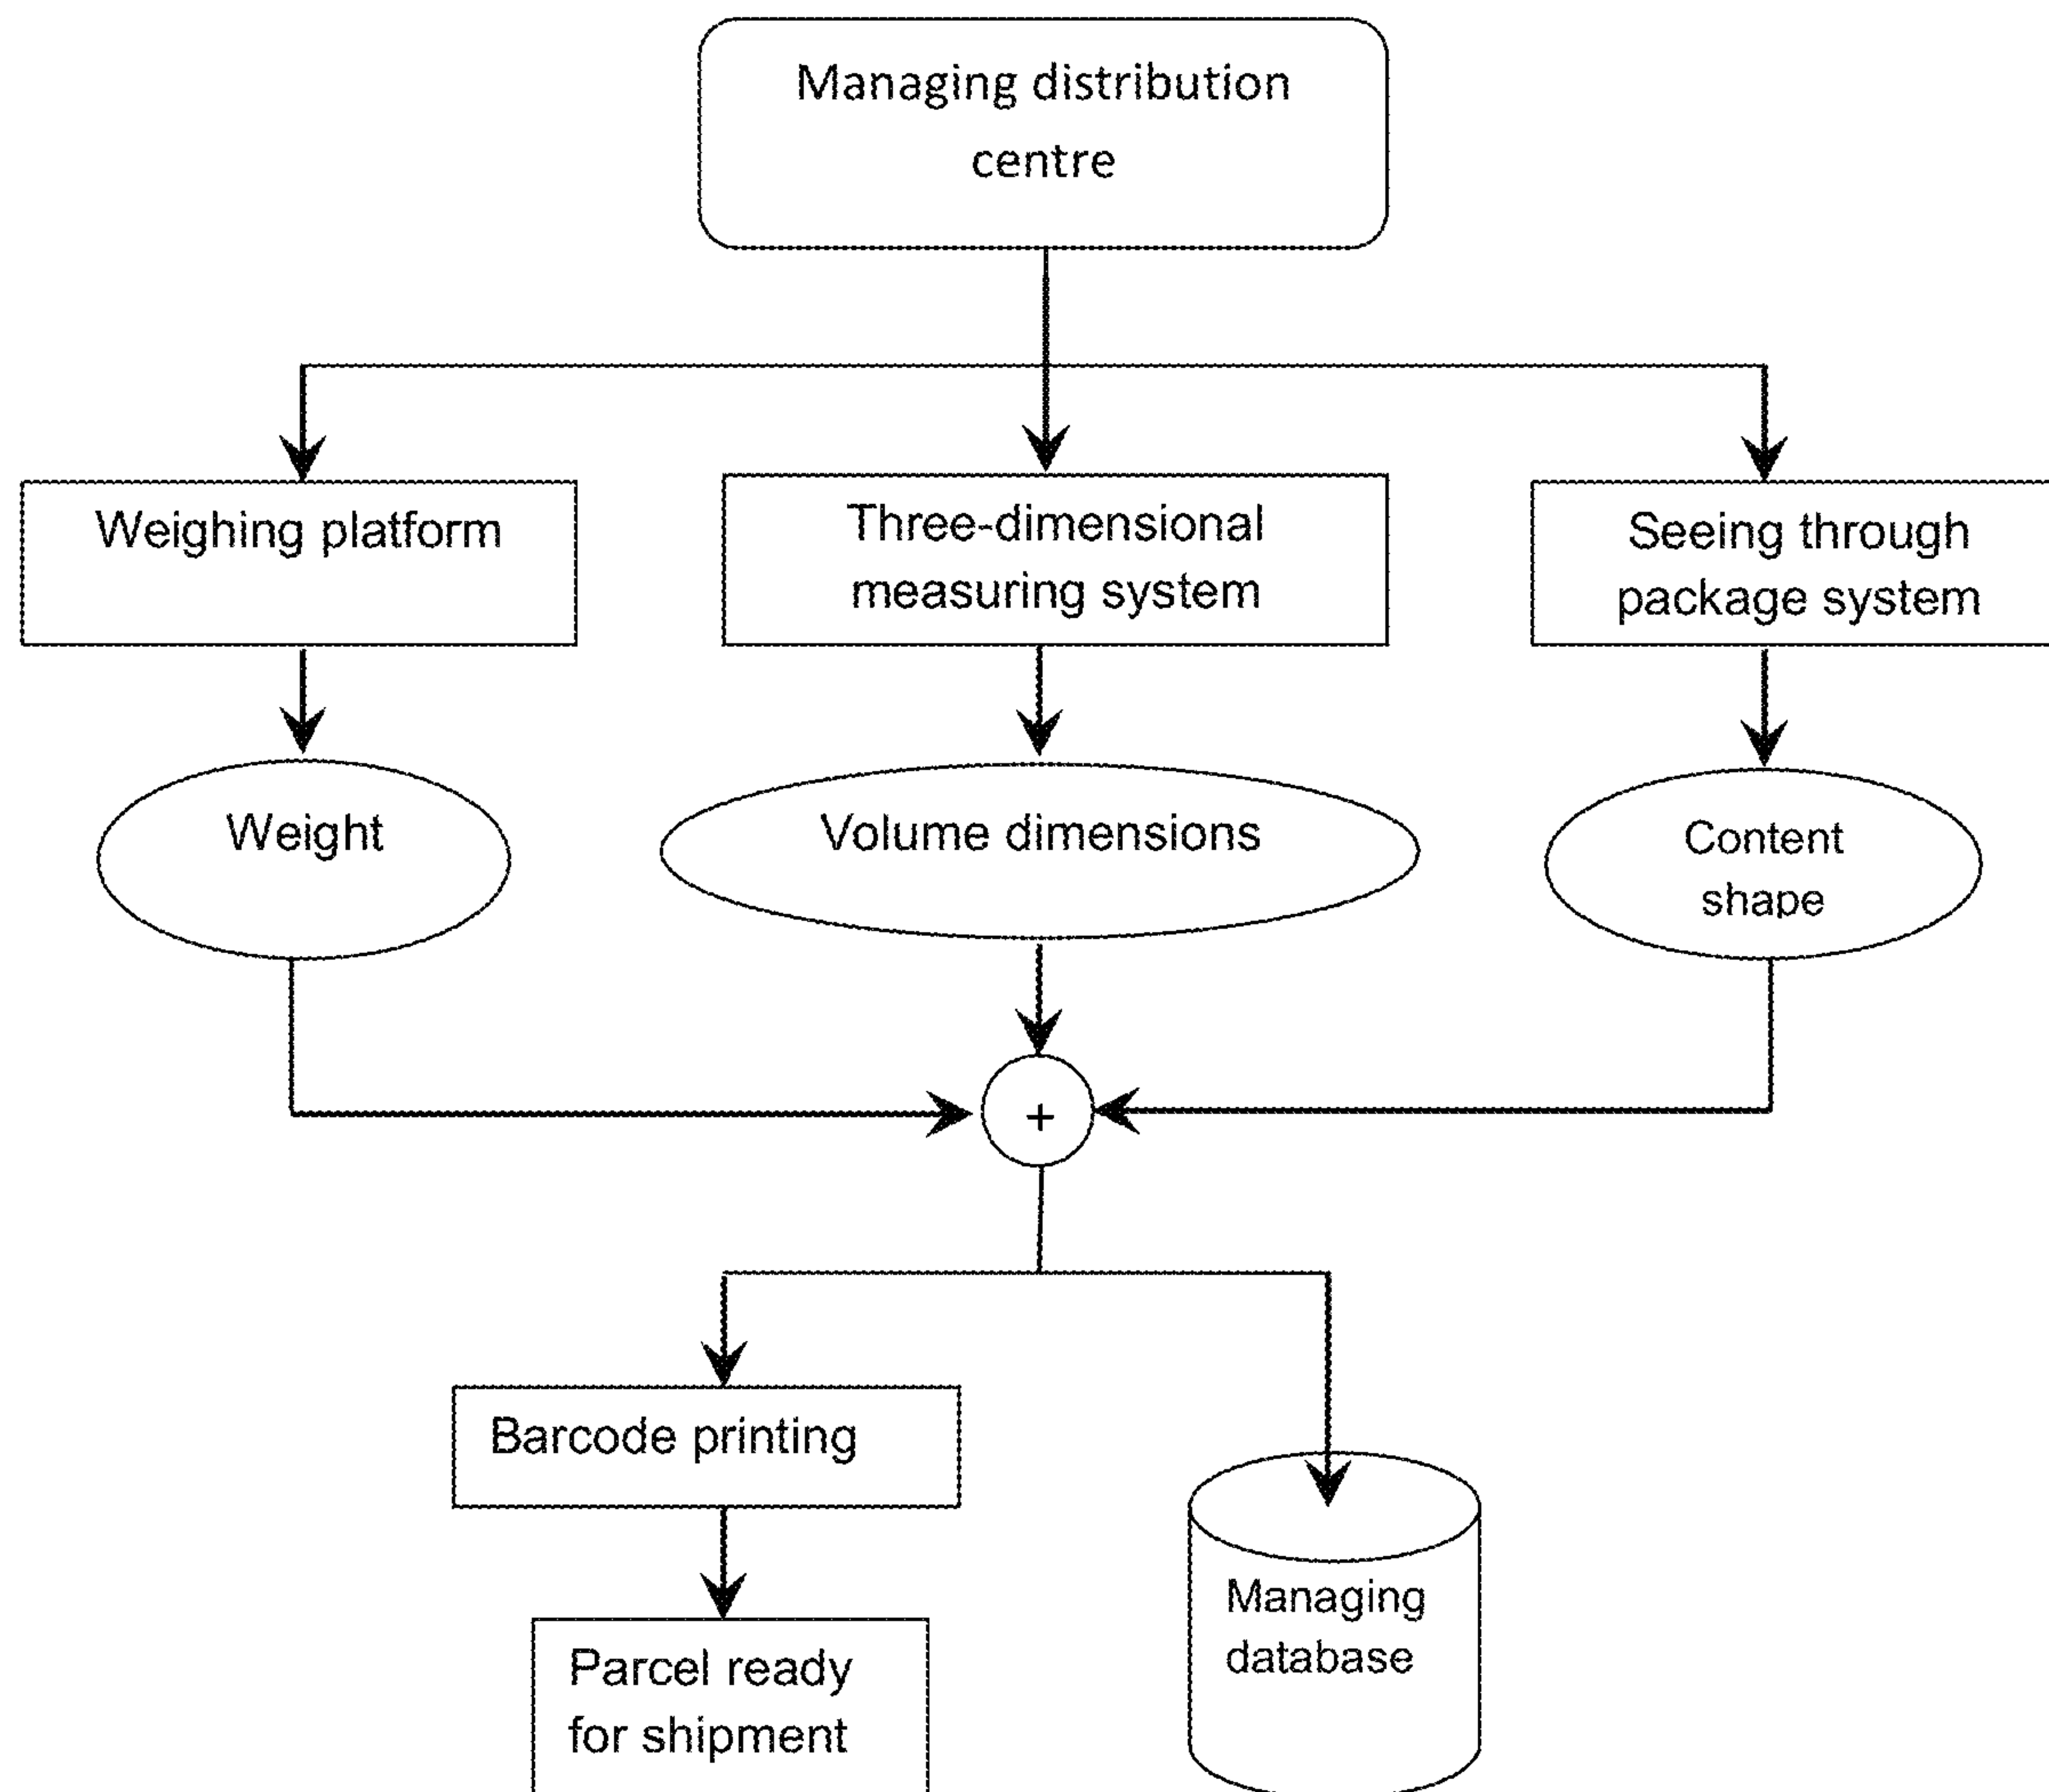 Managing distribution
centre
Weighing platform
Three-dimensional
measuring system
Seeing through
package system
Weight
Volume dimensions
Content
shape
+
Barcode printing
Managing
database
Parcel ready
for shipment